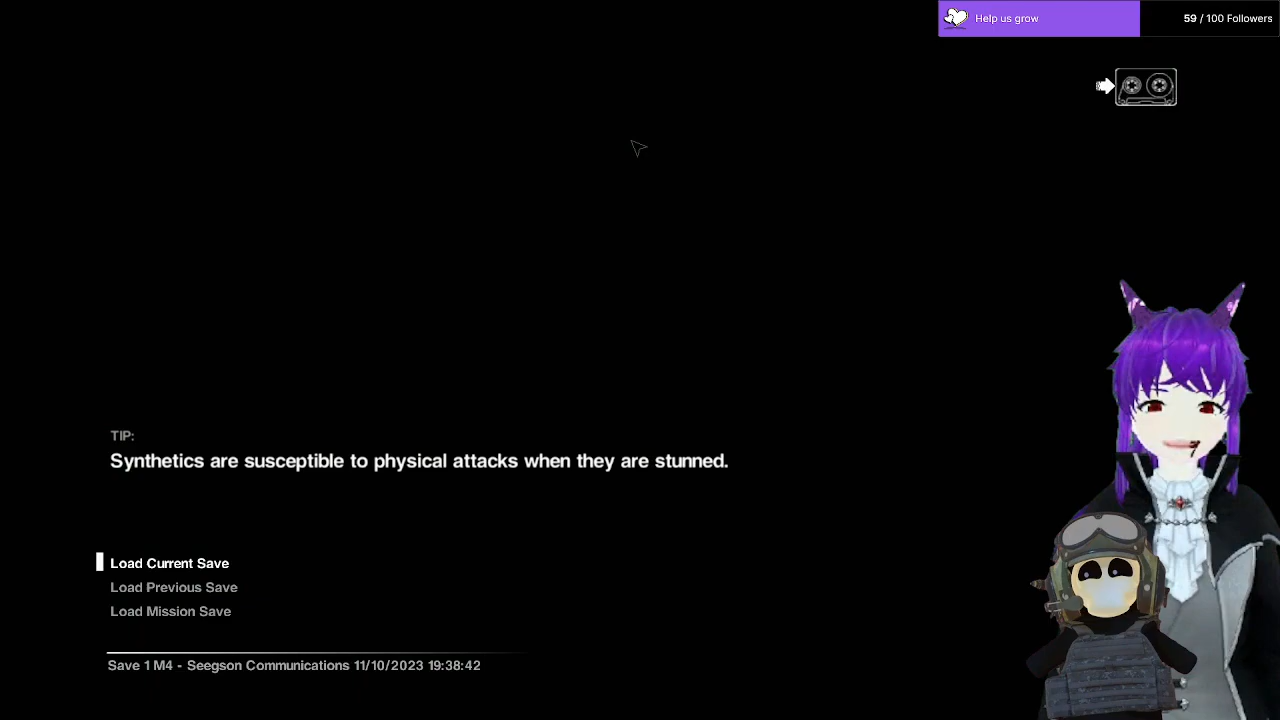 Help us grow
59 / 100 Followers
TIP:
Synthetics are susceptible to physical attacks when they are stunned.
Load Current Save
Load Previous Save
Load Mission Save
Save 1 M4 - Seegson Communications 11/10/2023 19:38:42